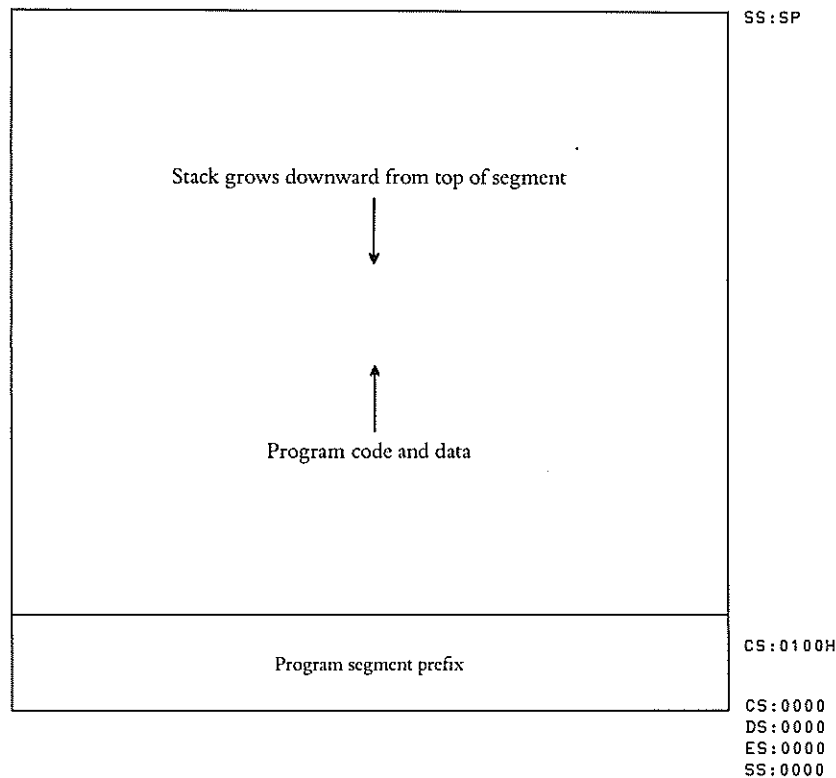 SS:SP
Stack grows downward from top of segment
Program code and data
CS:0100H
Program segment prefix
CS:0000
DS:0000
ES:0000
SS:0000